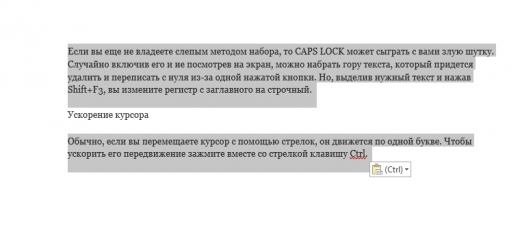 Если вы еще не владеете слепым методом набора, то CAPS LOCK может сыграть с вами злую шутку.
Случайно включив его и не посмотрев на экран, можно набрать гору текста, который придется
удалить и переписать с нуля из-за одной нажатой кнопки. Но, выделив нужный текст и нажав
Shift+F3, вы измените регистр с заглавного на строчный.
Ускорение курсора
Обычно, если вы перемещаете курсор с помощью стрелок, он движется по одной букве. Чтобы
ускорить его передвижение зажмите вместе со стрелкой клавишу Ctrl.
(Ctrl)